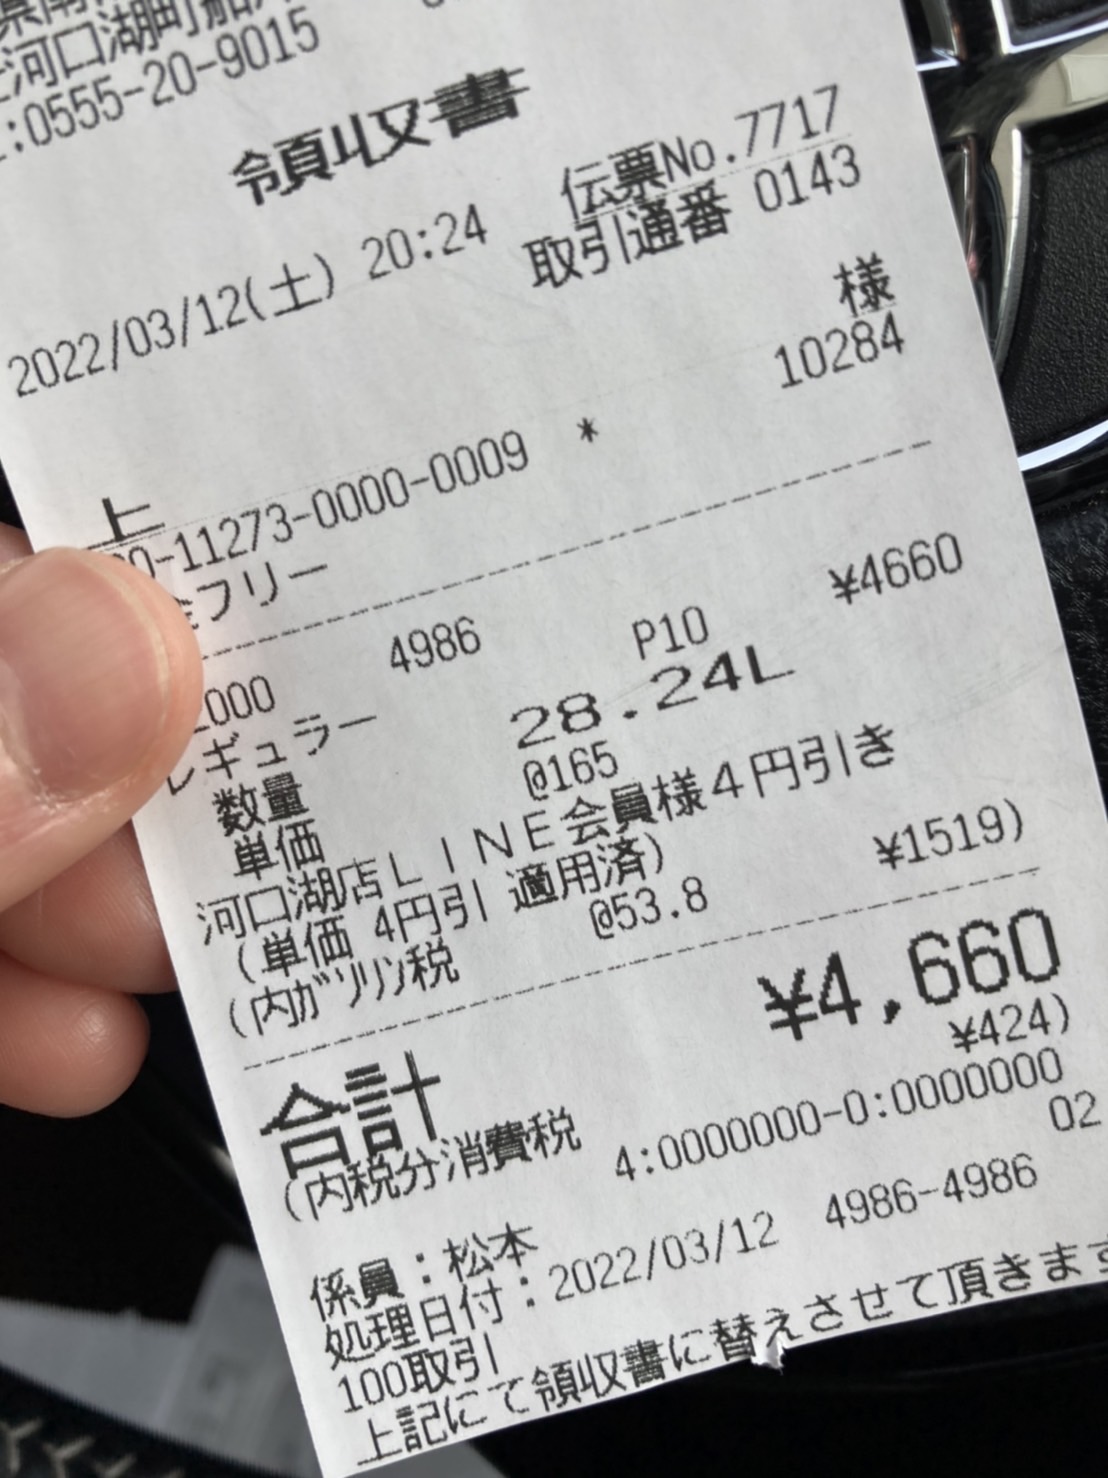 河口湖町船
:0555-20-9015
領収書
伝票No.7717
2022/03/12(土) 20:24 取引通番 0143
様
10284
上
0-11273-0000-0009 *
フリー
000 4986 P10 ¥4660
レギュラー
数量 28.24L
単価 @165
河口湖店LINE会員様4円引き
(単価 4円引 適用済)
(内ガソリン税 @53.8 ¥1519)
合計 ¥4,660
(内税分消費税 ¥424)
4:0000000-0:0000000
係員:松本 02
処理日付:2022/03/12 4986-4986
100取引
上記にて領収書に替えさせて頂きます